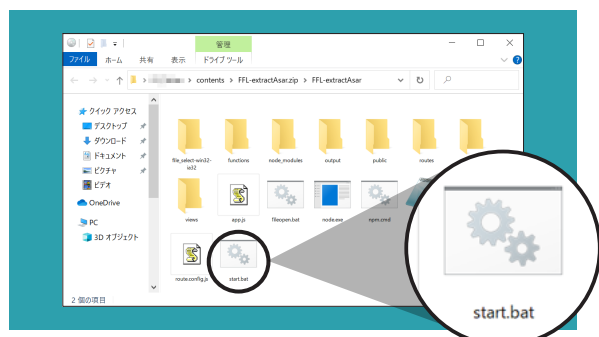 管理
ファイル ホーム 共有 表示 ドライブ ツール
contents > FFL-extractAsar.zip > FFL-extractAsar
クイック アクセス
デスクトップ
ダウンロード
ドキュメント
ピクチャ
ビデオ
OneDrive
PC
3D オブジェクト
file_select-win32-ia32
functions
node_modules
output
public
routes
views
app.js
fileopen.bat
node.exe
npm.cmd
route.config.js
start.bat
start.bat
2 個の項目